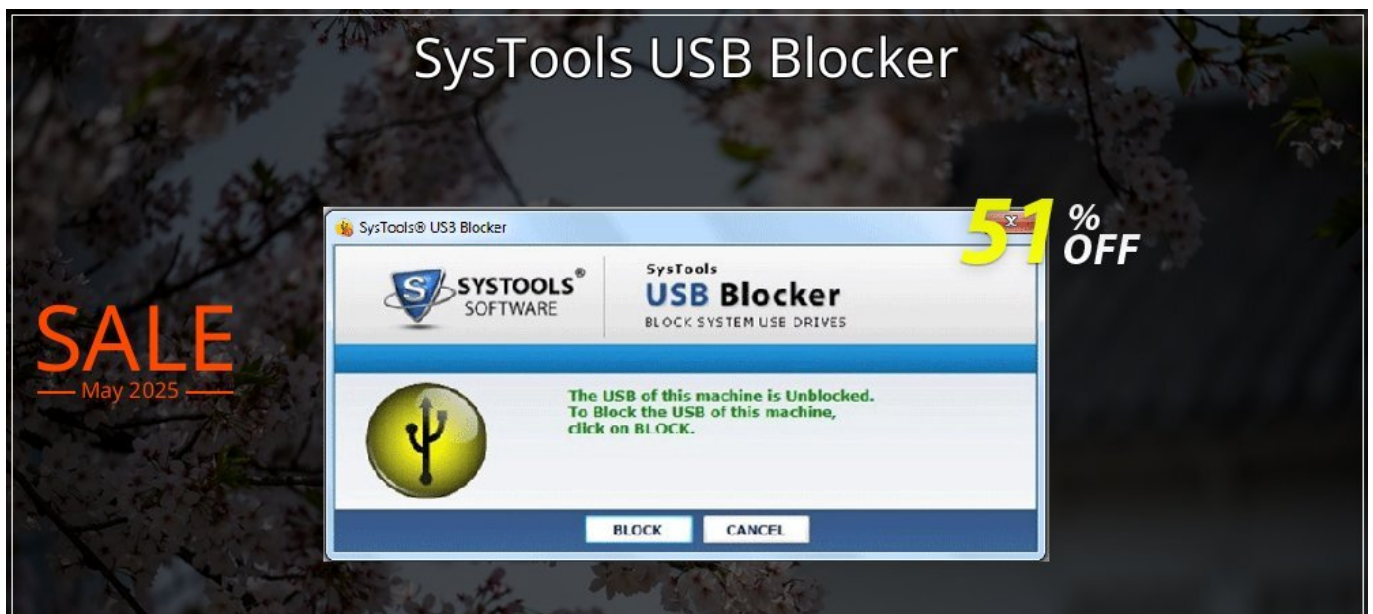 SysTools USB Blocker
51 % OFF
SysTools® USB Blocker
x
SYSTOOLS®
SOFTWARE
SysTools
USB Blocker
BLOCK SYSTEM USE DRIVES
SALE
May 2025
The USB of this machine is Unblocked.
To Block the USB of this machine,
click on BLOCK.
BLOCK CANCEL